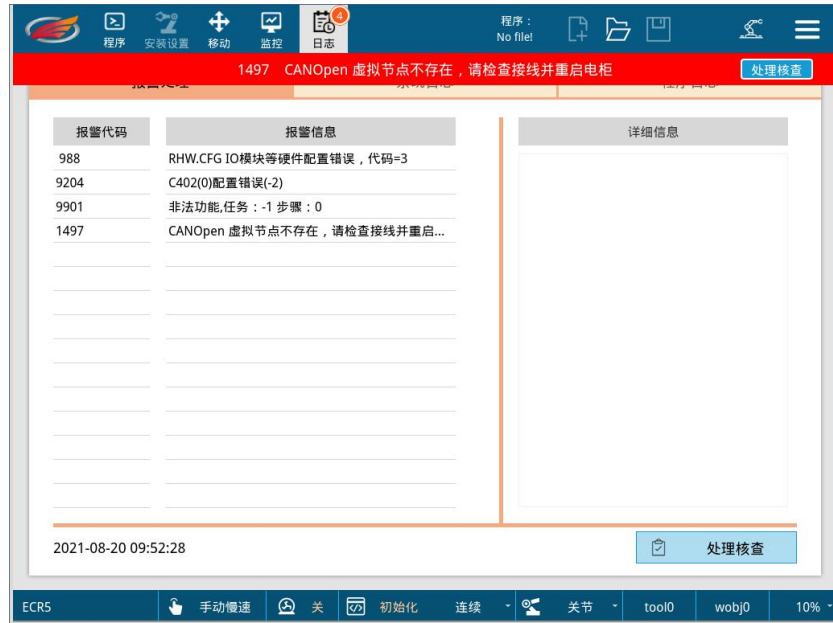 程序
安装设置
移动
监控
日志
4
程序：
No file!
1497 CANOpen 虚拟节点不存在，请检查接线并重启电柜
处理核查
报警代码
报警信息
详细信息
988 RHW.CFG IO模块等硬件配置错误，代码=3
9204 C402(0)配置错误(-2)
9901 非法功能,任务：-1 步骤：0
1497 CANOpen 虚拟节点不存在，请检查接线并重启...
2021-08-20 09:52:28
处理核查
ECR5 手动慢速 关 初始化 连续 关节 tool0 wobj0 10%